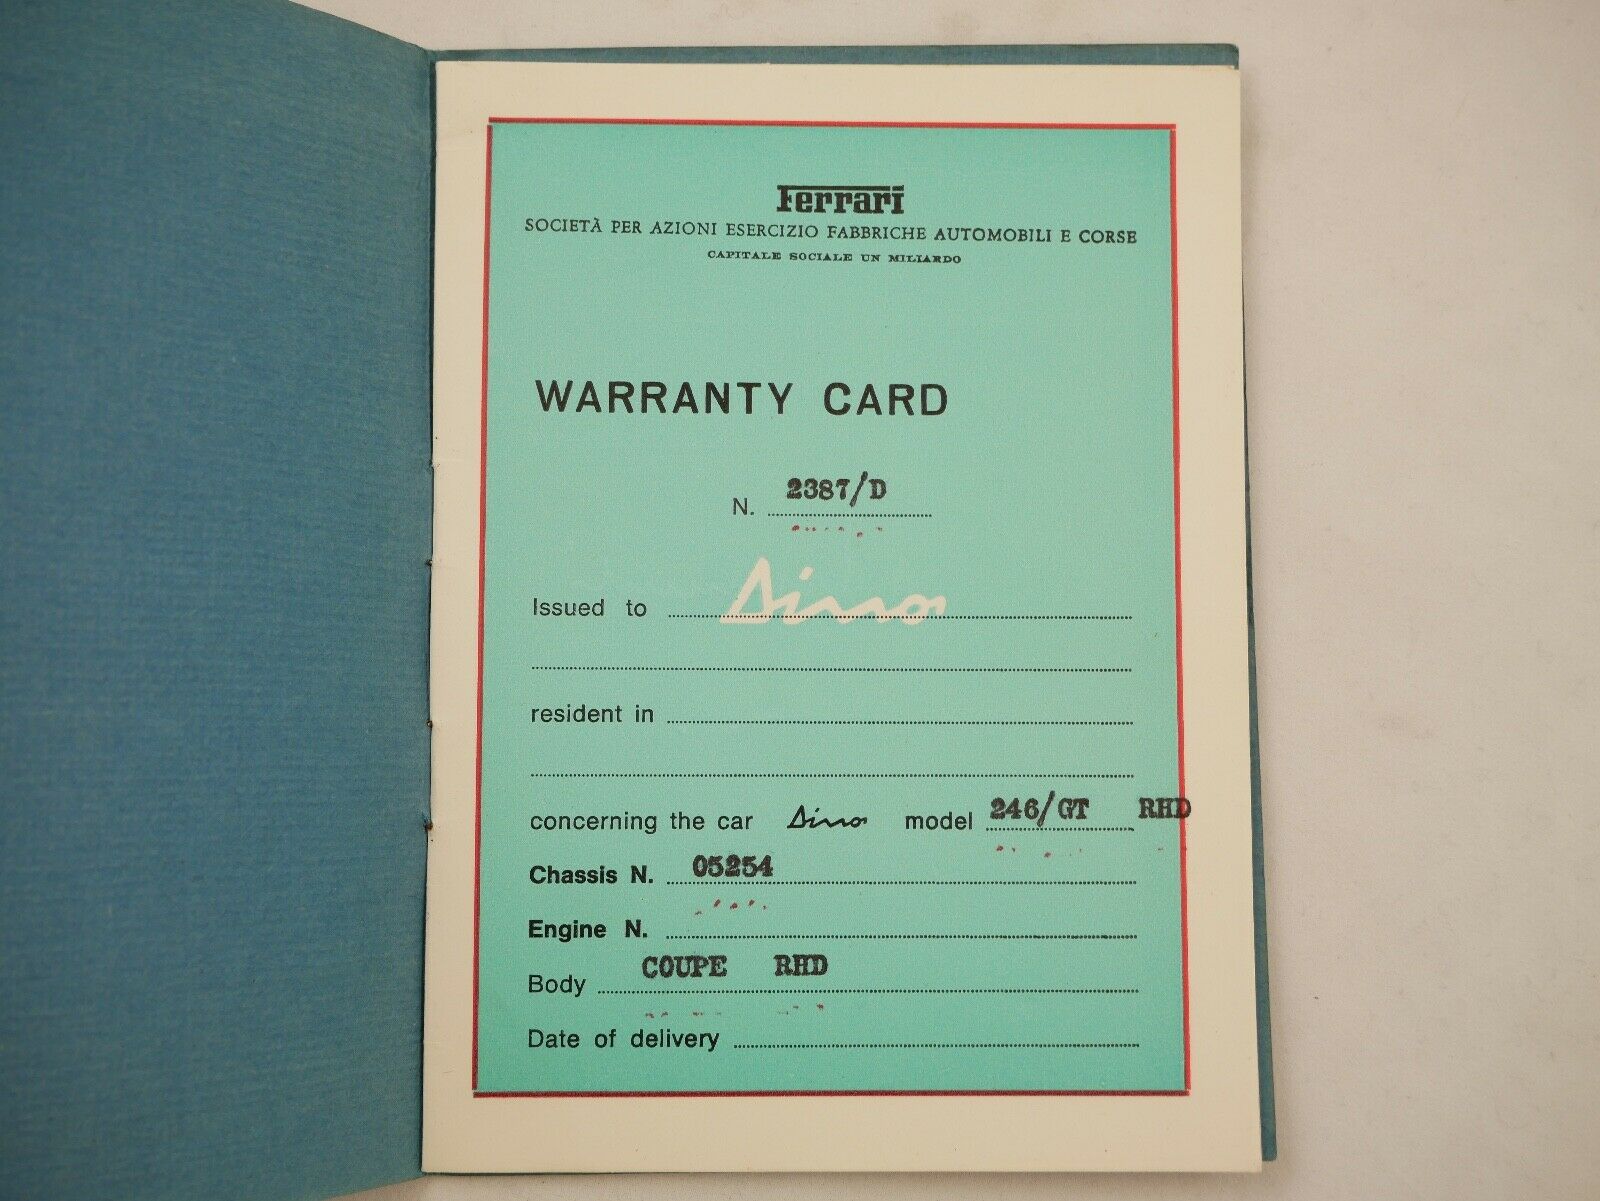 Ferrari
SOCIETÀ PER AZIONI ESERCIZIO FABBRICHE AUTOMOBILI E CORSE
CAPITALE SOCIALE UN MILIARDO
WARRANTY CARD
N. 2387/D
Dino
Issued to
resident in
concerning the car Dino model 246/GT RHD
Chassis N. 05254
Engine N.
Body COUPE RHD
Date of delivery